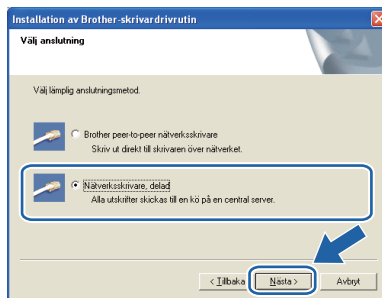 Installation av Brother-skrivardrivrutin
Välj anslutning
Välj lämplig anslutningsmetod.
Brother peer-to-peer nätverksskrivare
Skriv ut direkt till skrivaren över nätverket.
Nätverksskrivare, delad
Alla utskrifter skickas till en kö på en central server.
< Tillbaka
Nästa >
Avbryt